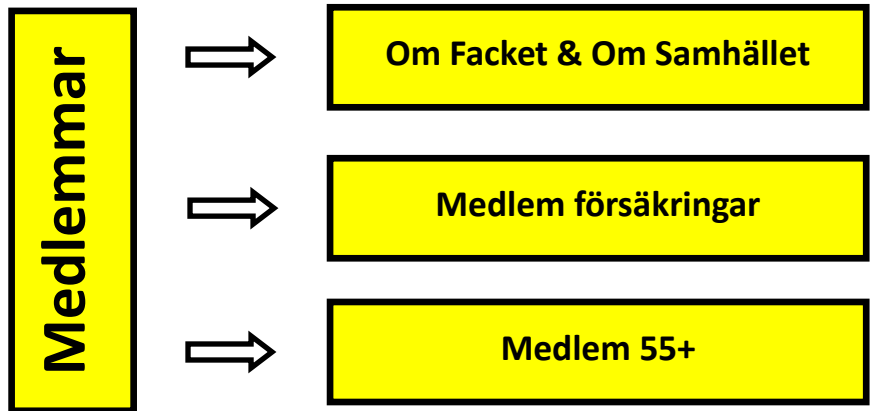 Medlemmar
Om Facket & Om Samhället
Medlem försäkringar
Medlem 55+